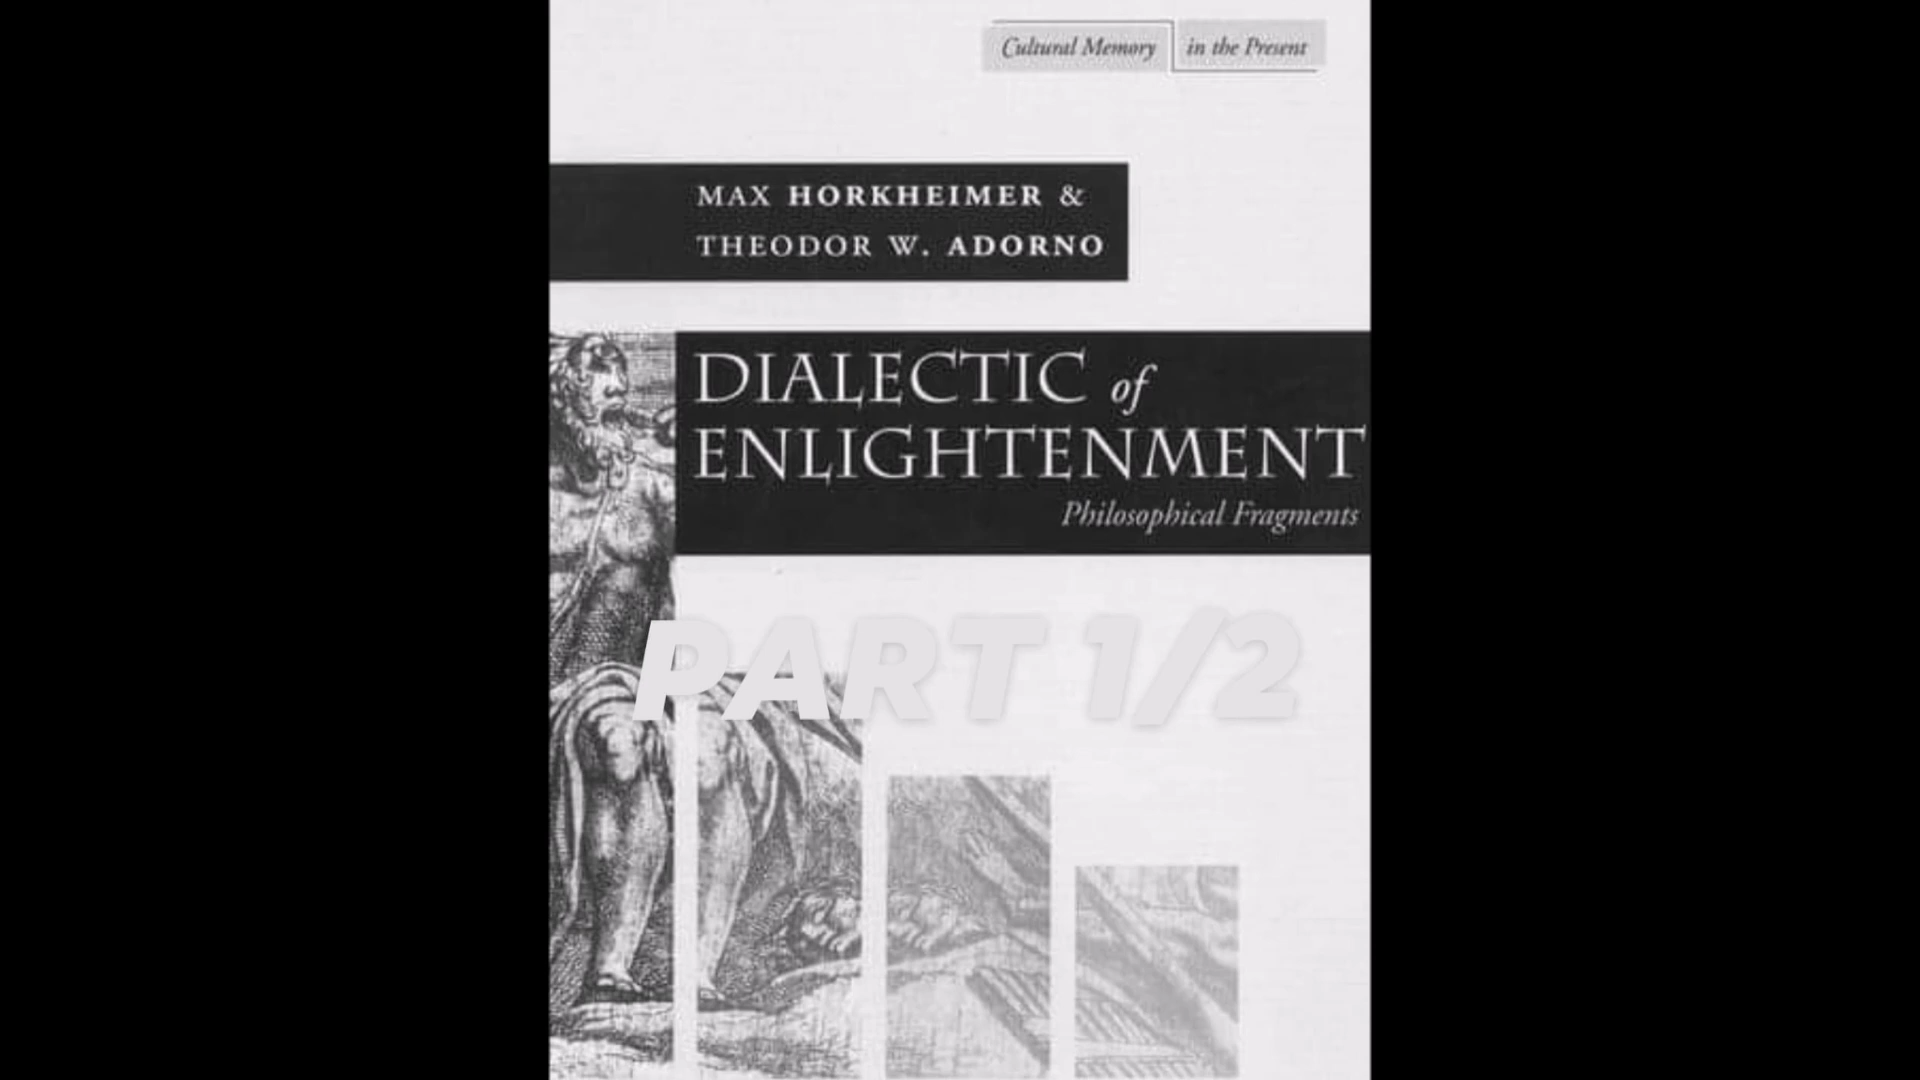 Cultural Memory in the Present
MAX HORKHEIMER &
THEODOR W. ADORNO
DIALECTIC of
ENLIGHTENMENT
Philosophical Fragments
PART 1/2